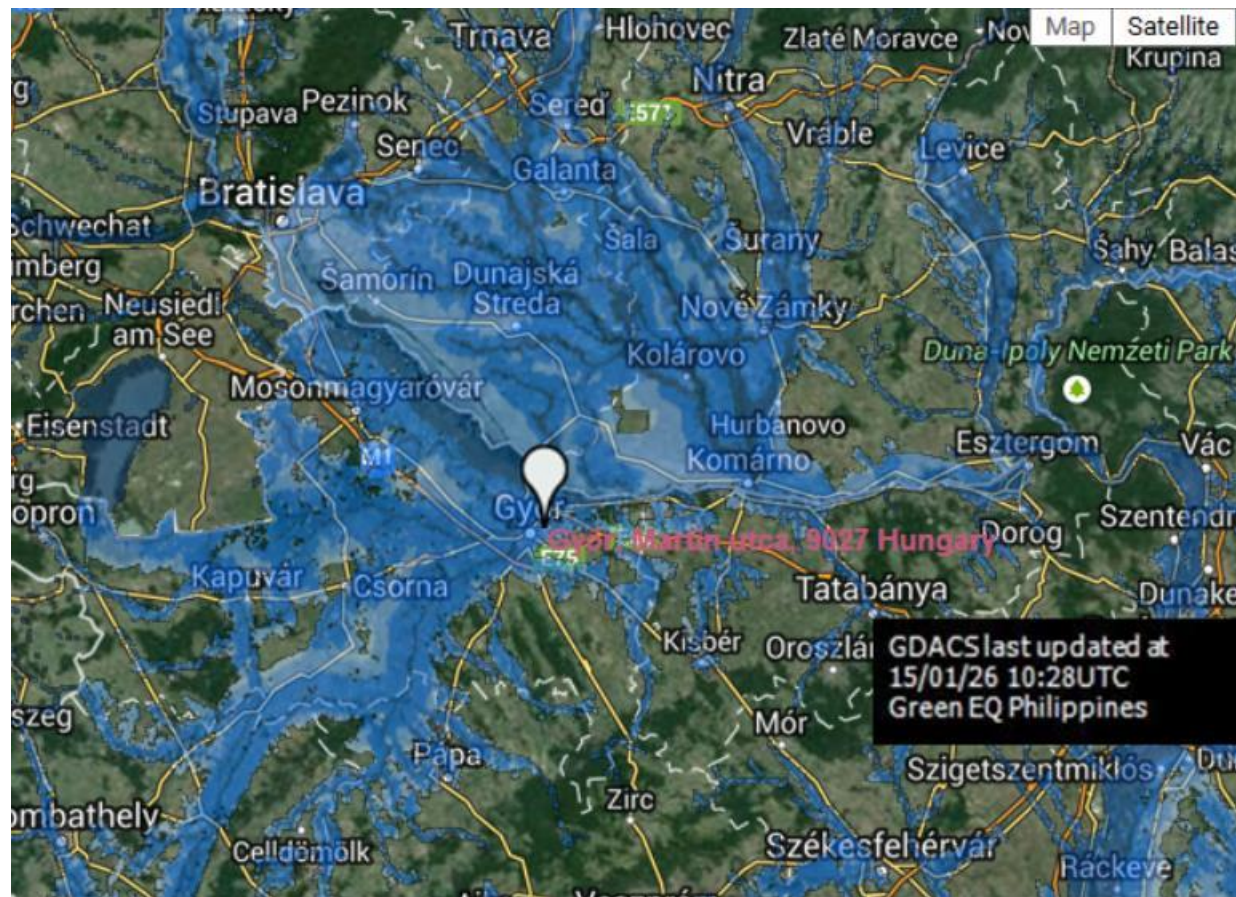 Trnava
Hlohovec
Zlaté Moravce
Map
Satellite
Krupina
Nitra
Stupava
Pezinok
Sereď
E571
Vráble
Senec
Levice
Galanta
Bratislava
Schwechat
Šala
Šurany
Šahy
Šamorín
Dunajská
Streda
Neusiedl
am See
Nové Zámky
Kolárovo
Duna-Ipoly Nemzeti Park
Mosonmagyaróvár
Eisenstadt
Hurbanovo
M1
Komárno
Esztergom
Vác
Győr
Győr, Martin utca, 9027 Hungary
Dorog
E75
Kapuvár
Csorna
Tatabánya
Kisbér
GDACS last updated at
15/01/26 10:28UTC
Green EQ Philippines
Mór
Pápa
Szigetszentmiklós
Zirc
Celldömölk
Székesfehérvár
Ráckeve